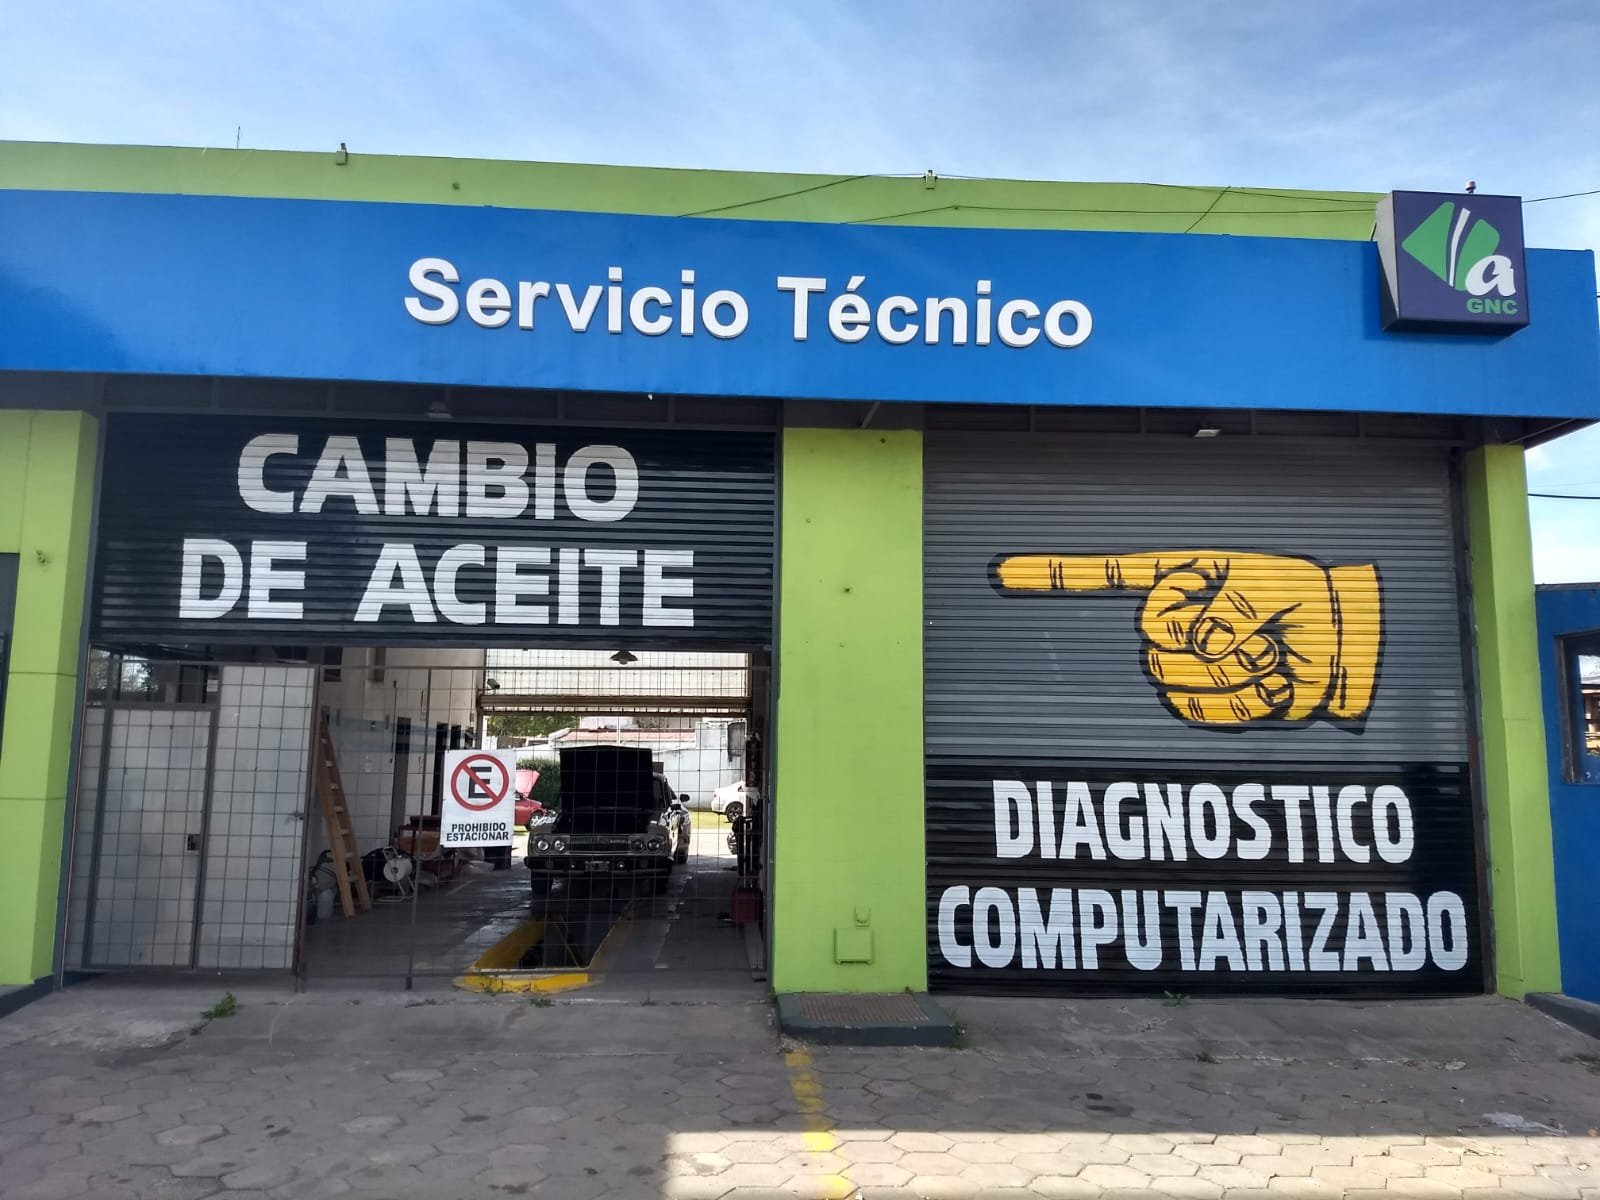 Servicio Técnico
a
GNC
CAMBIO
DE ACEITE
E
PROHIBIDO
ESTACIONAR
DIAGNOSTICO
COMPUTARIZADO